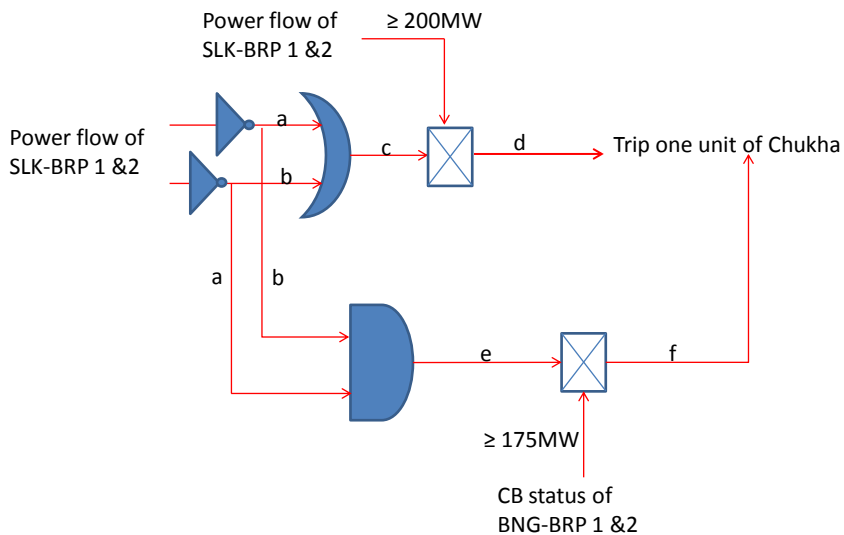 Power flow of
SLK-BRP 1 &2
≥ 200MW
Power flow of
SLK-BRP 1 &2
a
b
c
d
Trip one unit of Chukha
a
b
e
f
≥ 175MW
CB status of
BNG-BRP 1 &2